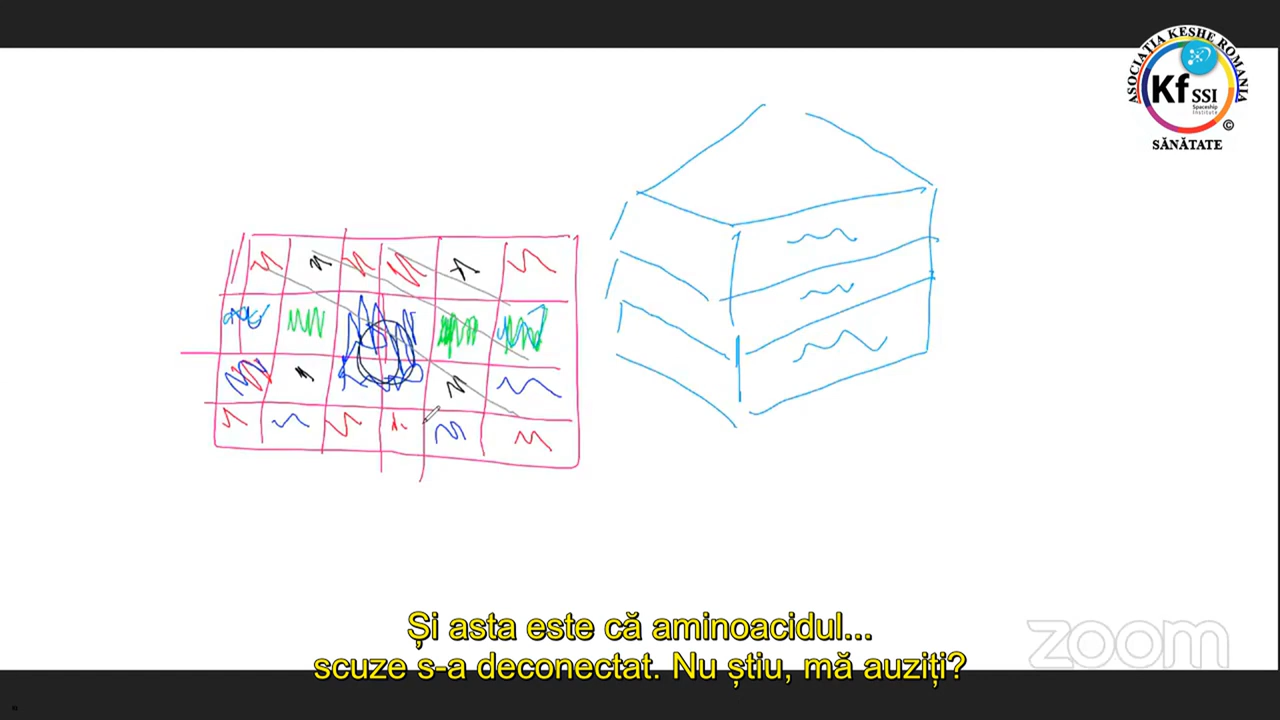 ASOCIAȚIA KESHE ROMANIA
Kf SSI
Spaceship
Institute
©
SĂNĂTATE
Și asta este că aminoacidul...
scuze s-a deconectat. Nu știu, mă auziți?
zoom